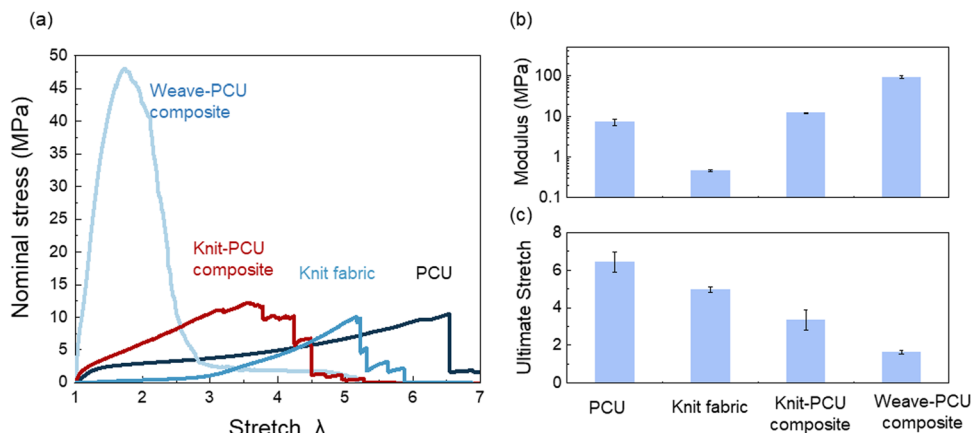 (a)
50
45
40
35
30
25
20
15
10
5
0
Nominal stress (MPa)
Weave-PCU
composite
Knit-PCU
composite
Knit fabric
PCU
1
2
3
4
5
6
7
Stretch, λ
(b)
100
10
1
0.1
Modulus (MPa)
(c)
8
6
4
2
0
Ultimate Stretch
PCU
Knit fabric
Knit-PCU
composite
Weave-PCU
composite